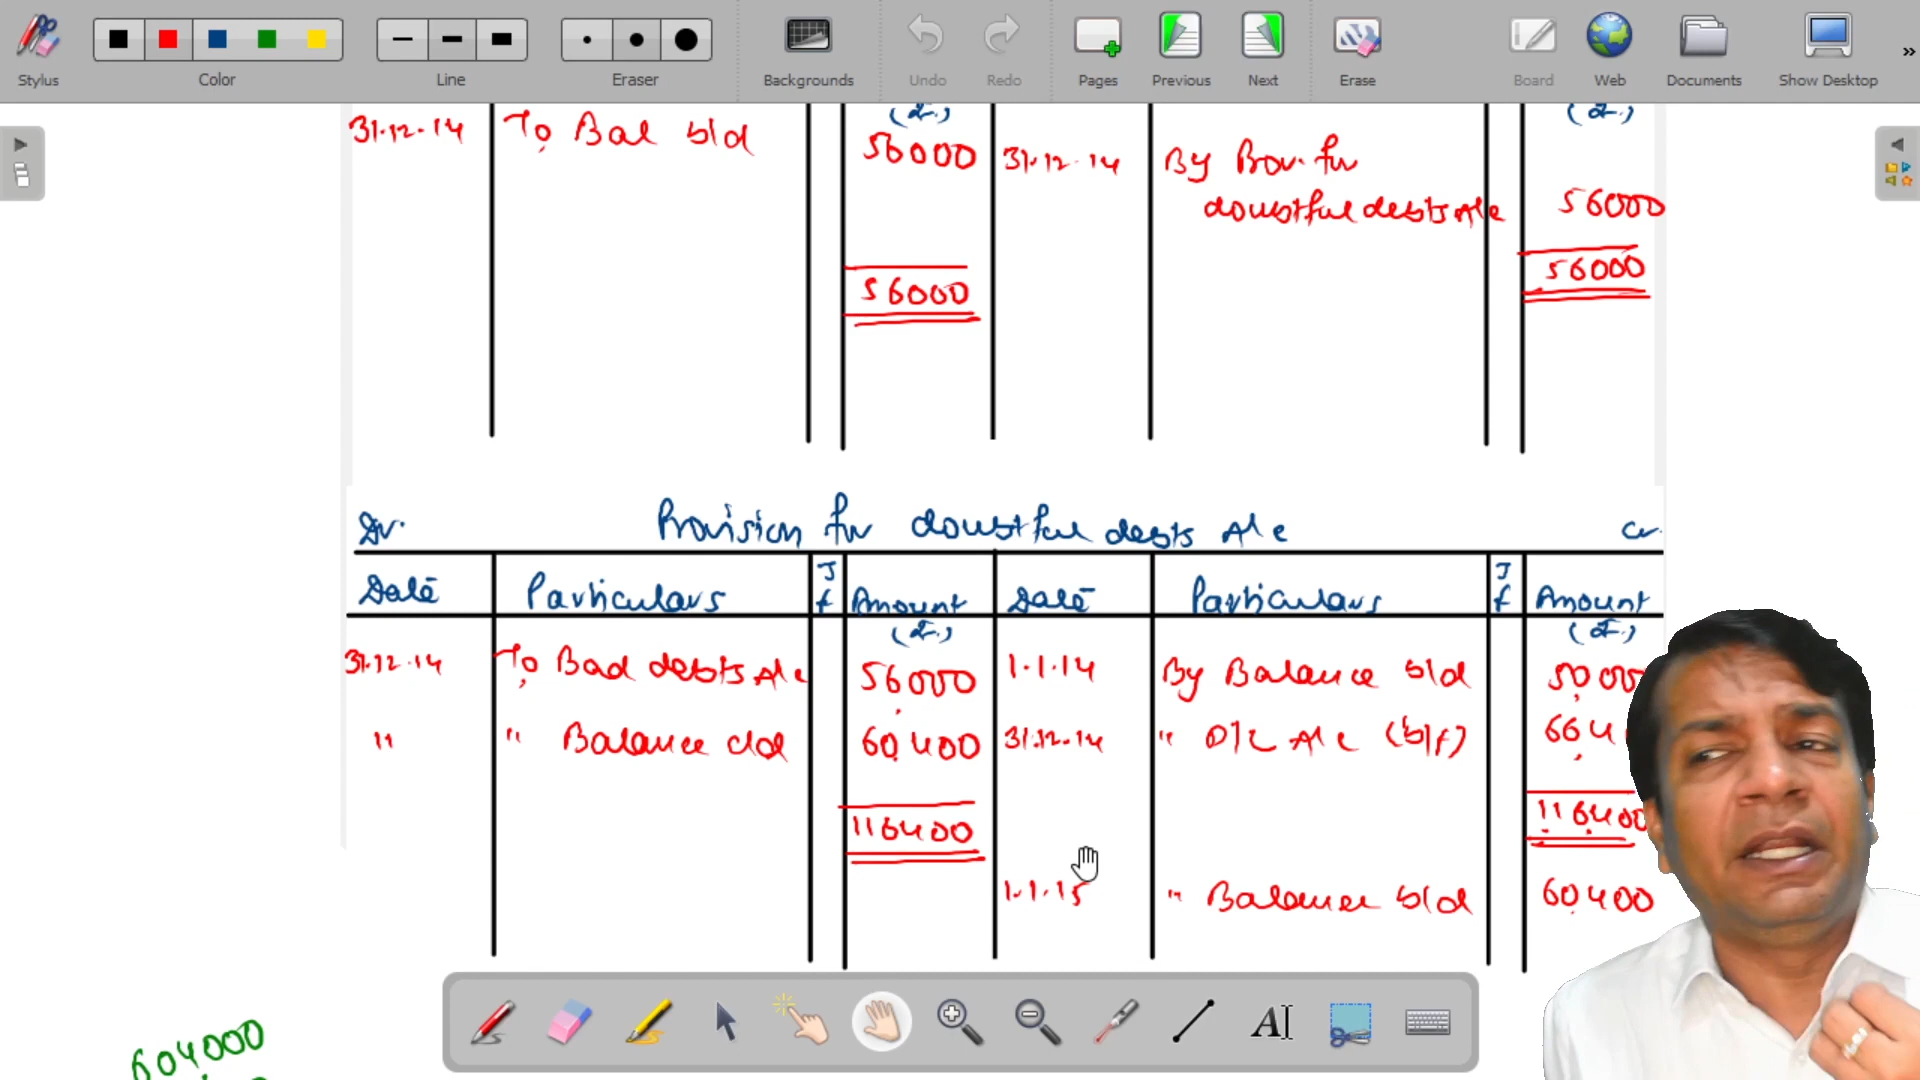 Stylus
Color
Line
Eraser
Backgrounds
Undo
Redo
Pages
Previous
Next
Erase
Board
Web
Documents
Show Desktop
»
31.12.14 To Bal b/d 56000 31.12.14 By Prov. for
doubtful debts A/c 56000
56000 56000
Dr. Provision for doubtful debts A/c Cr.
Date Particulars J f Amount Date Particulars J f Amount
31.12.14 To Bad debts A/c 56000 1.1.14 By Balance b/d 50000
" " Balance c/d 60400 31.12.14 " P/L A/c (b/f)
116400 116400
1.1.15 " Balance b/d 60400
604000